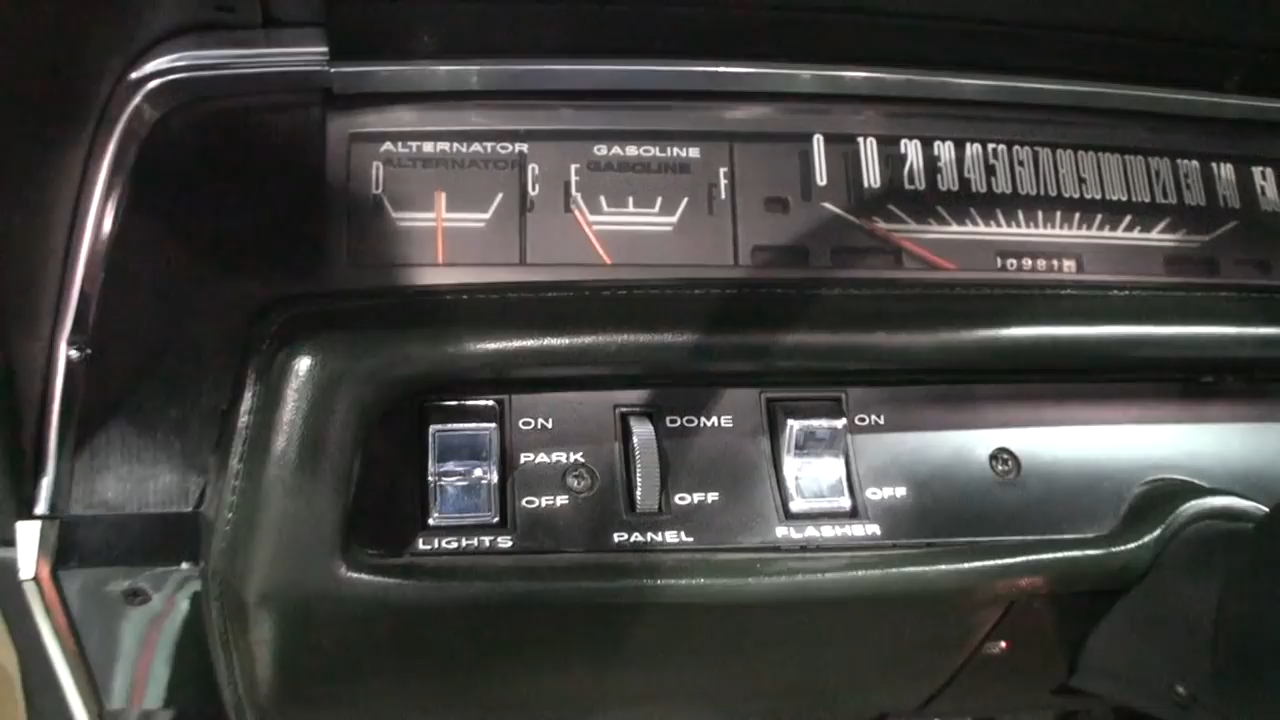 ALTERNATOR
D C
GASOLINE
E F
0 10 20 30 40 50 60 70 80 90 100 110 120 130 140 150
10981
ON
PARK
OFF
LIGHTS
DOME
OFF
PANEL
ON
OFF
FLASHER